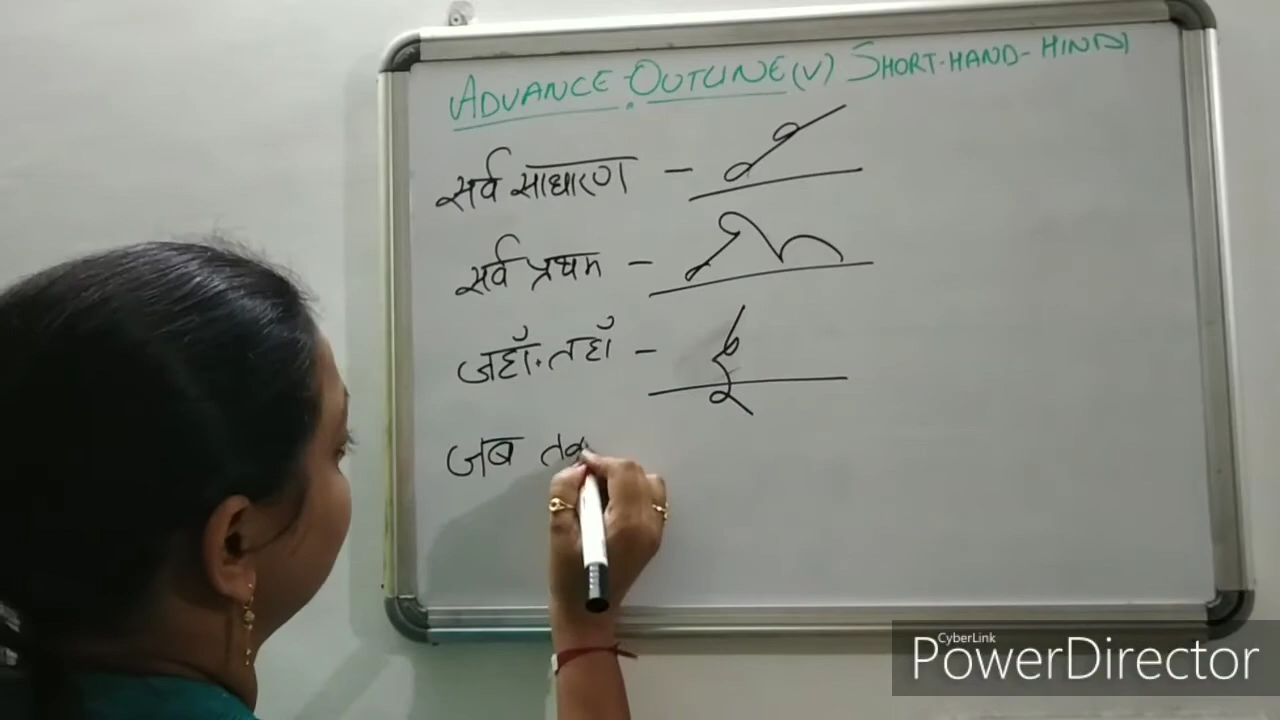 ADVANCE OUTLINE (V) SHORT-HAND-HINDI
सर्व साधारण -
सर्व प्रथम -
जहाँ-तहाँ -
जब तक
CyberLink
PowerDirector